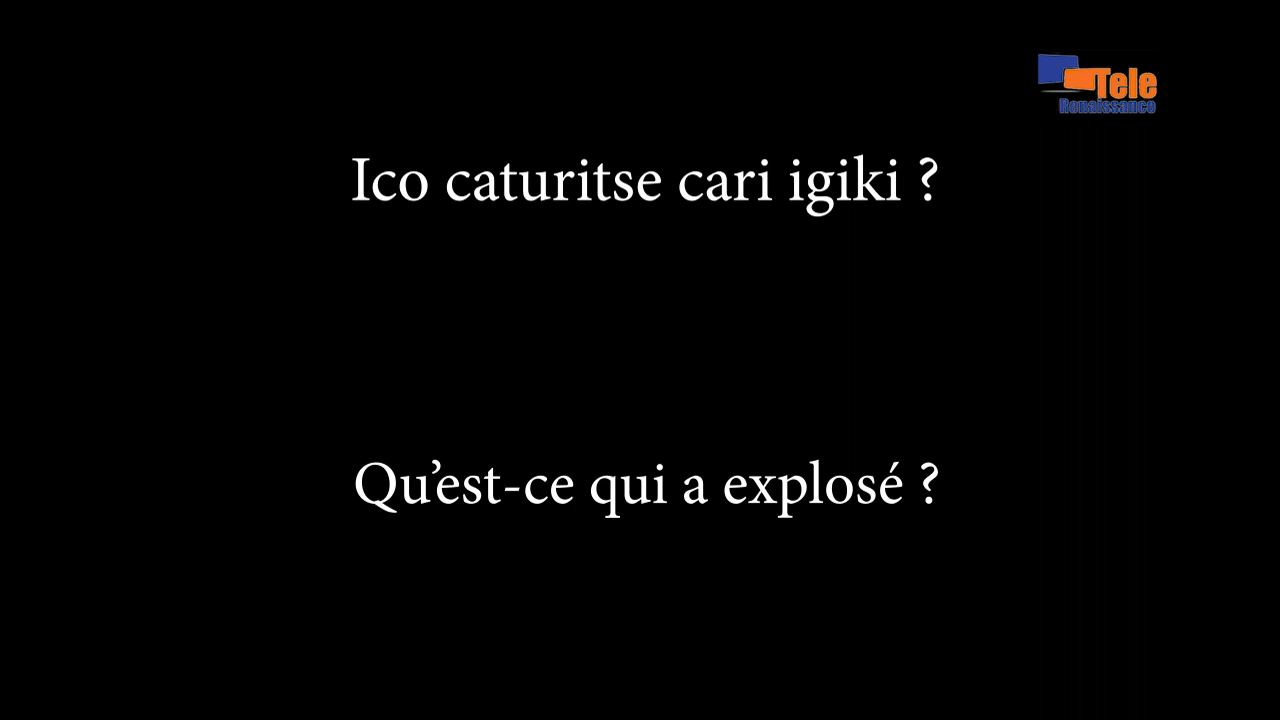 Tele
Renaissance
Ico caturitse cari igiki ?
Qu’est-ce qui a explosé ?